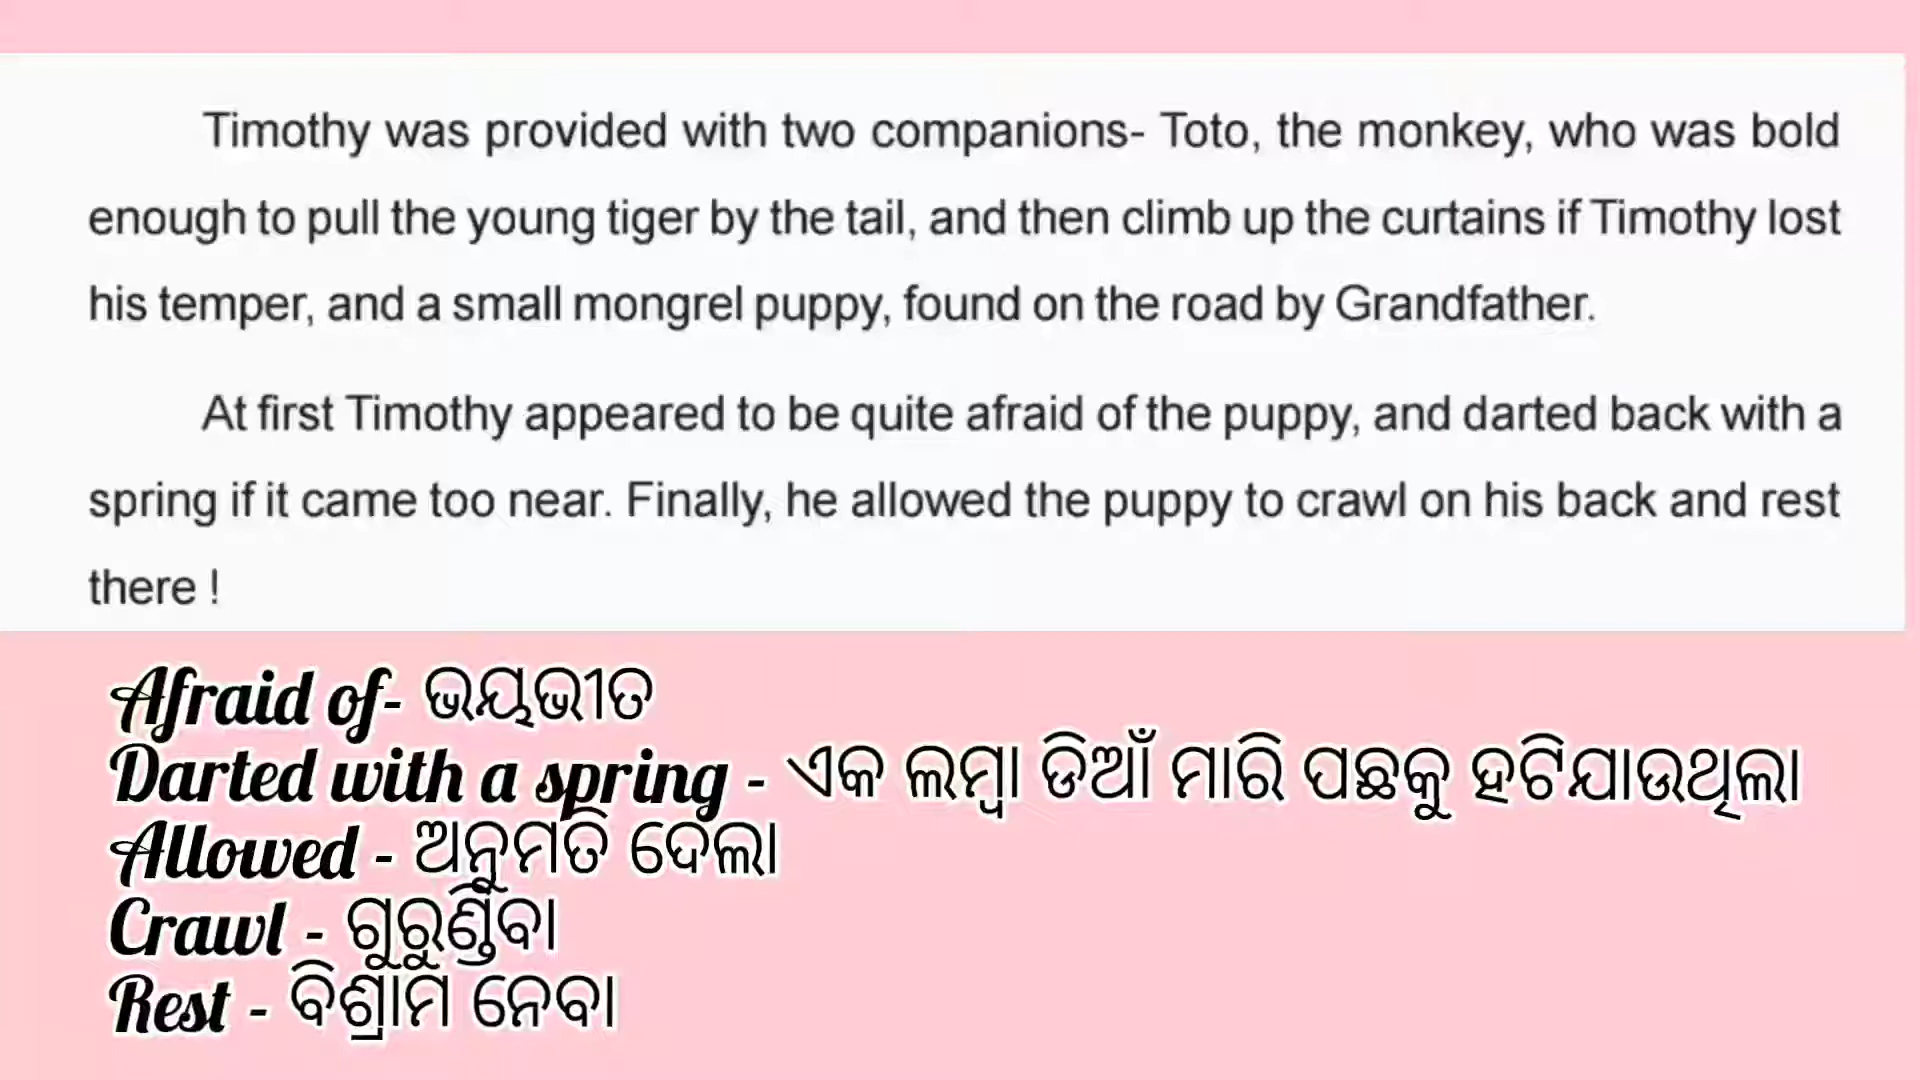 Timothy was provided with two companions- Toto, the monkey, who was bold
enough to pull the young tiger by the tail, and then climb up the curtains if Timothy lost
his temper, and a small mongrel puppy, found on the road by Grandfather.
At first Timothy appeared to be quite afraid of the puppy, and darted back with a
spring if it came too near. Finally, he allowed the puppy to crawl on his back and rest
there !
Afraid of- ଭୟଭୀତ
Darted with a spring - ଏକ ଲମ୍ବା ଡିଆଁ ମାରି ପଛକୁ ହଟିଯାଉଥିଲା
Allowed - ଅନୁମତି ଦେଲା
Crawl - ଗୁରୁଣ୍ଡିବା
Rest - ବିଶ୍ରାମ ନେବା